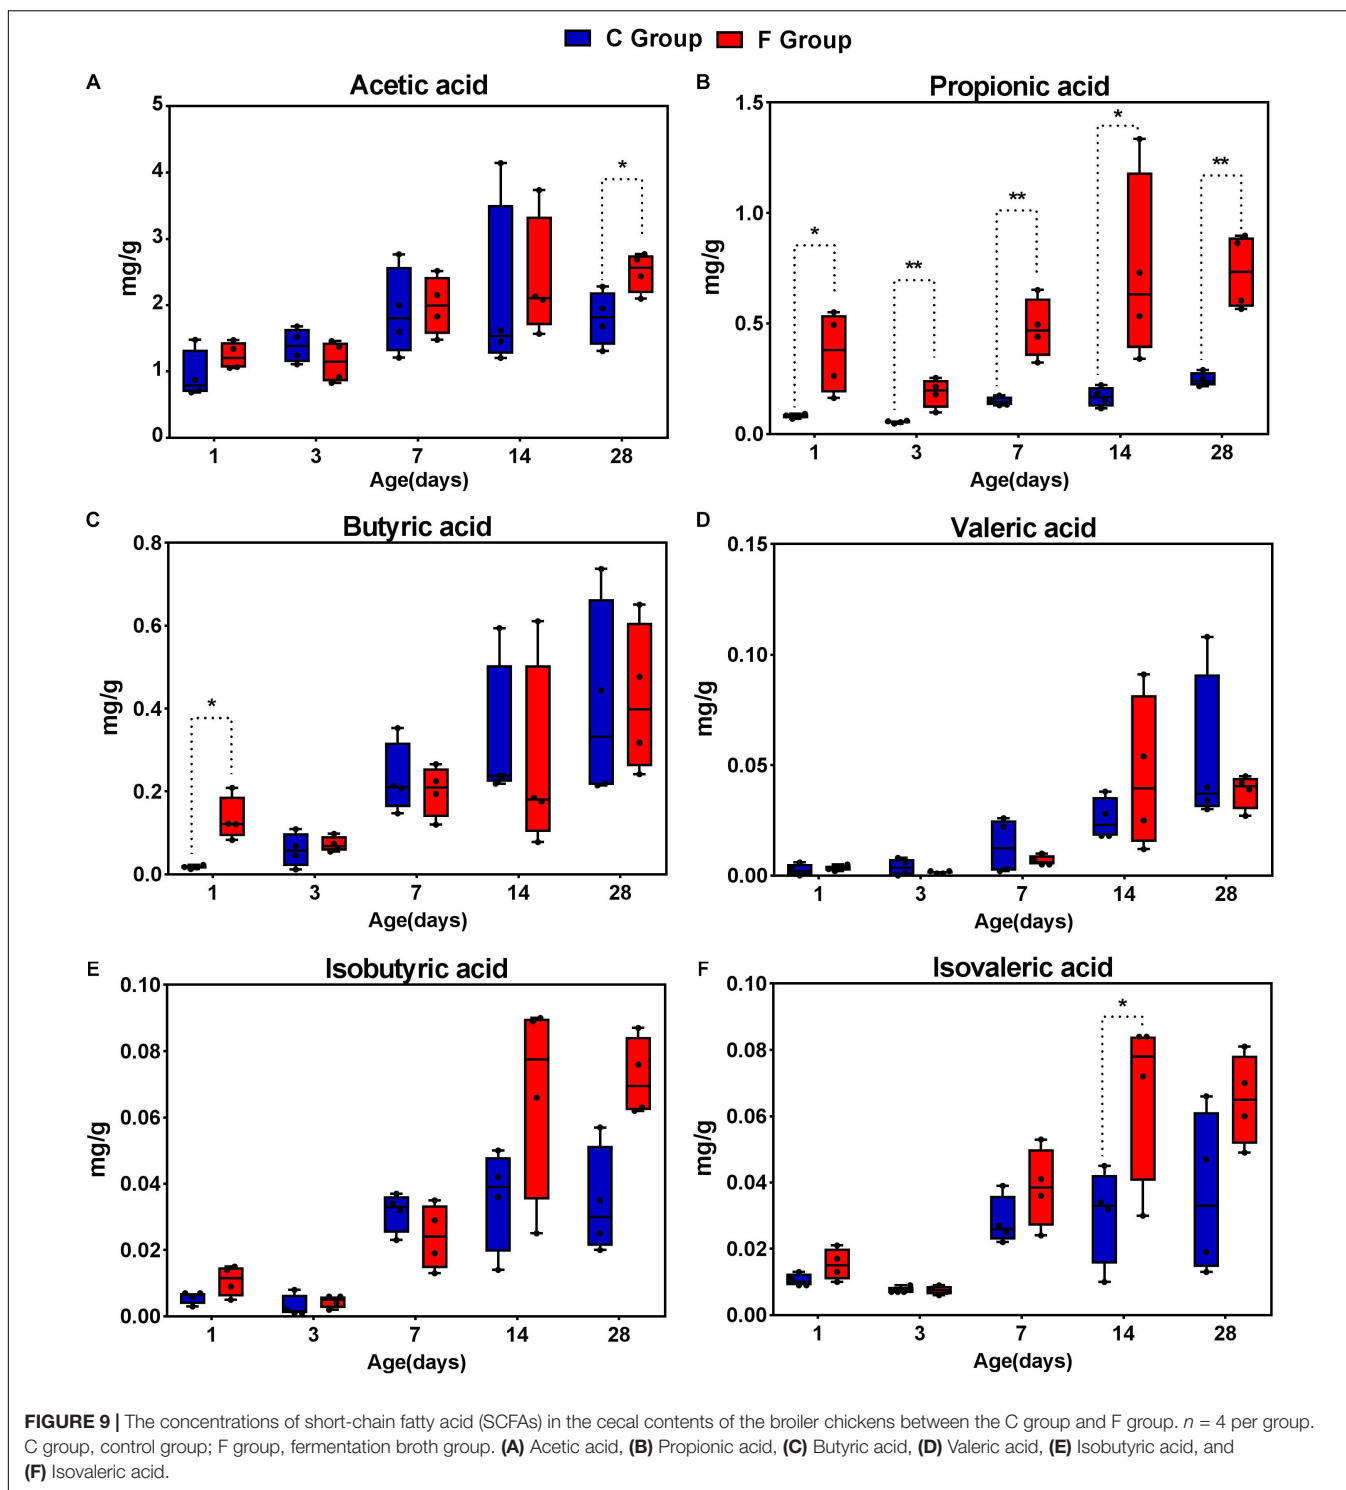 C Group F Group
A Acetic acid
5
4
3
2
1
0
mg/g
*
1 3 7 14 28
Age(days)
B Propionic acid
1.5
1.0
0.5
0.0
mg/g
* ** ** * **
1 3 7 14 28
Age(days)
C Butyric acid
0.8
0.6
0.4
0.2
0.0
mg/g
*
1 3 7 14 28
Age(days)
D Valeric acid
0.15
0.10
0.05
0.00
mg/g
1 3 7 14 28
Age(days)
E Isobutyric acid
0.10
0.08
0.06
0.04
0.02
0.00
mg/g
1 3 7 14 28
Age(days)
F Isovaleric acid
0.10
0.08
0.06
0.04
0.02
0.00
mg/g
*
1 3 7 14 28
Age(days)
FIGURE 9 | The concentrations of short-chain fatty acid (SCFAs) in the cecal contents of the broiler chickens between the C group and F group. n = 4 per group.
C group, control group; F group, fermentation broth group. (A) Acetic acid, (B) Propionic acid, (C) Butyric acid, (D) Valeric acid, (E) Isobutyric acid, and
(F) Isovaleric acid.